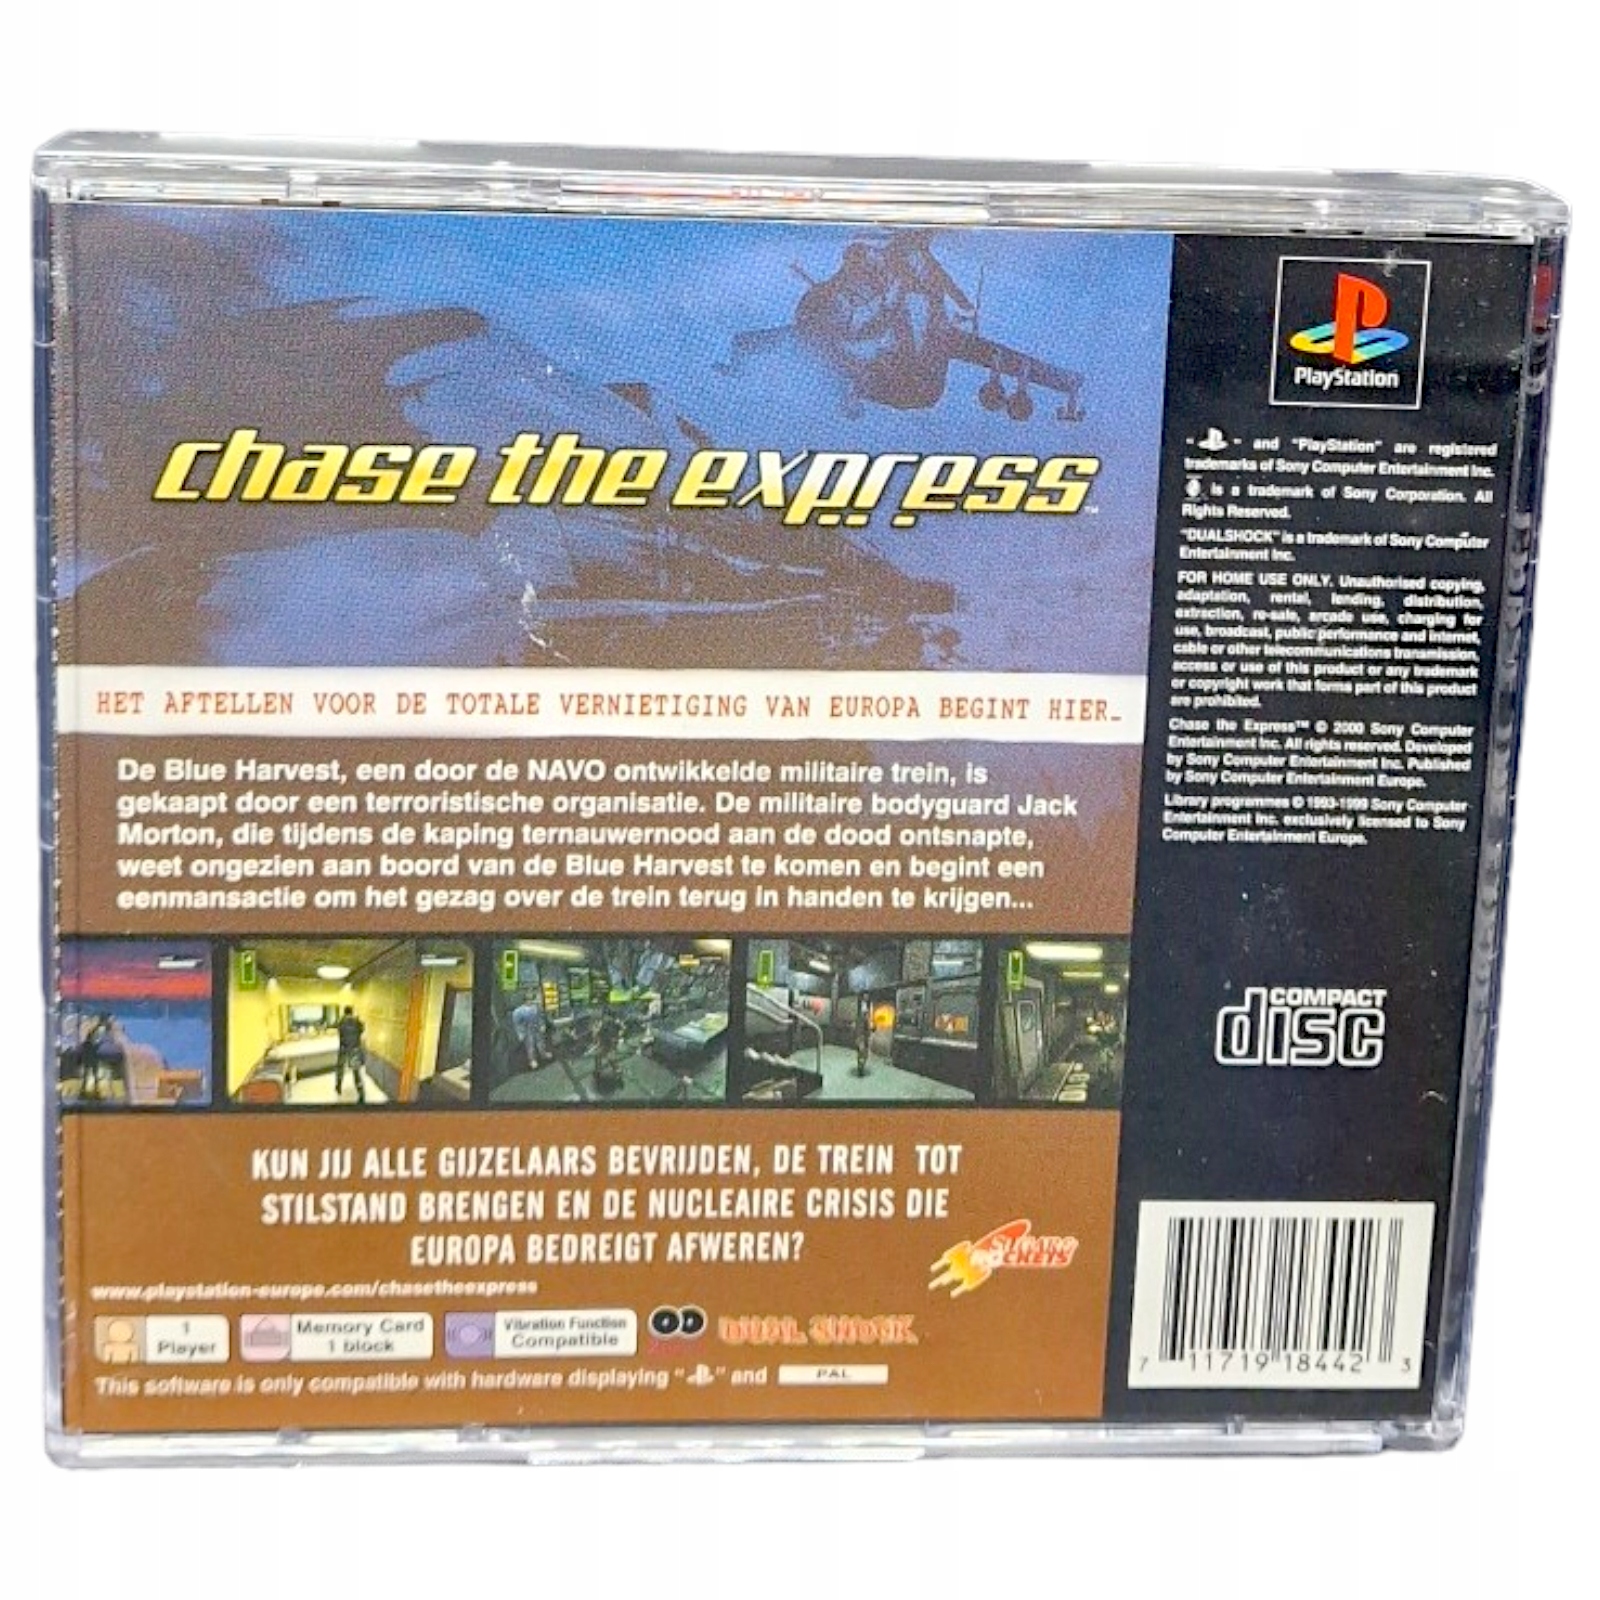 chase the express™
HET AFTELLEN VOOR DE TOTALE VERNIETIGING VAN EUROPA BEGINT HIER_
De Blue Harvest, een door de NAVO ontwikkelde militaire trein, is
gekaapt door een terroristische organisatie. De militaire bodyguard Jack
Morton, die tijdens de kaping ternauwernood aan de dood ontsnapte,
weet ongezien aan boord van de Blue Harvest te komen en begint een
eenmansactie om het gezag over de trein terug in handen te krijgen...
KUN JIJ ALLE GIJZELAARS BEVRIJDEN, DE TREIN TOT
STILSTAND BRENGEN EN DE NUCLEAIRE CRISIS DIE
EUROPA BEDREIGT AFWEREN?
www.playstation-europe.com/chasetheexpress
1
Player
Memory Card
1 block
Vibration Function
Compatible
DUAL SHOCK
This software is only compatible with hardware displaying "" and PAL
PlayStation
"" and "PlayStation" are registered
trademarks of Sony Computer Entertainment Inc.
is a trademark of Sony Corporation. All
Rights Reserved.
"DUALSHOCK" is a trademark of Sony Computer
Entertainment Inc.
FOR HOME USE ONLY. Unauthorised copying,
adaptation, rental, lending, distribution,
extraction, re-sale, arcade use, charging for
use, broadcast, public performance and internet,
cable or other telecommunications transmission,
access or use of this product or any trademark
or copyright work that forms part of this product
are prohibited.
Chase the Express™ © 2000 Sony Computer
Entertainment Inc. All rights reserved. Developed
by Sony Computer Entertainment Inc. Published
by Sony Computer Entertainment Europe.
Library programmes © 1993-1999 Sony Computer
Entertainment Inc. exclusively licensed to Sony
Computer Entertainment Europe.
COMPACT
disc
7 11719 18442 3